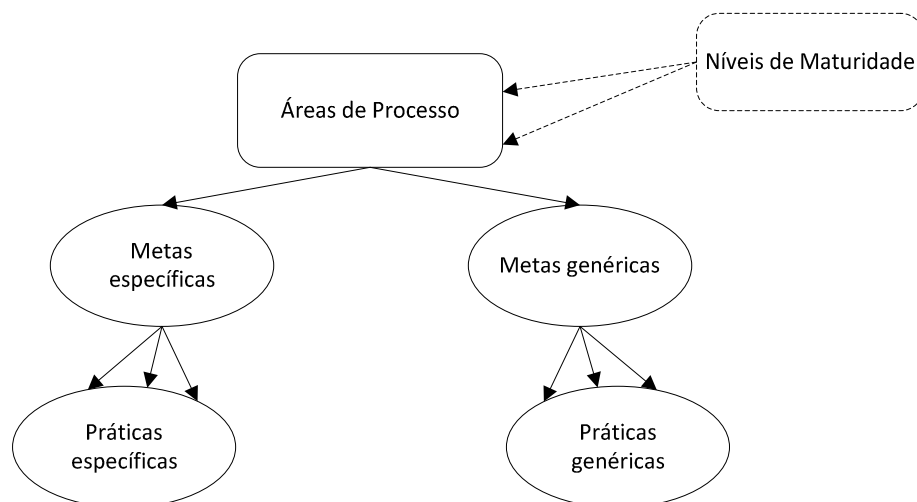 Níveis de Maturidade
Áreas de Processo
Metas
específicas
Metas genéricas
Práticas
específicas
Práticas
genéricas